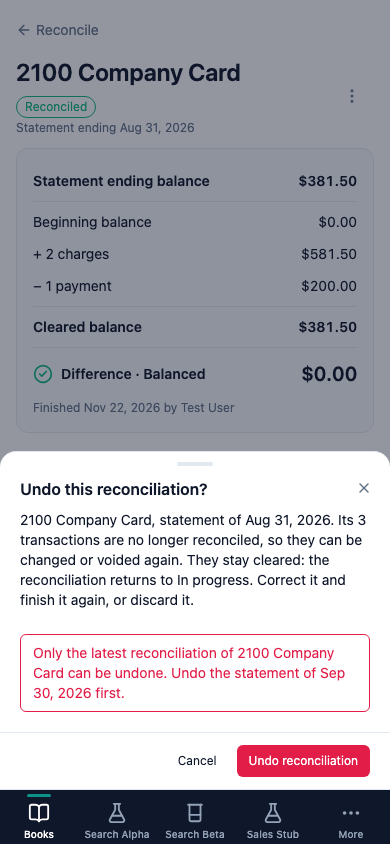 Reconcile
2100 Company Card
Reconciled
Statement ending Aug 31, 2026
Statement ending balance $381.50
Beginning balance $0.00
+ 2 charges $581.50
− 1 payment $200.00
Cleared balance $381.50
Difference · Balanced $0.00
Finished Nov 22, 2026 by Test User
Undo this reconciliation?
2100 Company Card, statement of Aug 31, 2026. Its 3
transactions are no longer reconciled, so they can be
changed or voided again. They stay cleared: the
reconciliation returns to In progress. Correct it and
finish it again, or discard it.
Only the latest reconciliation of 2100 Company
Card can be undone. Undo the statement of Sep
30, 2026 first.
Cancel Undo reconciliation
Books Search Alpha Search Beta Sales Stub More